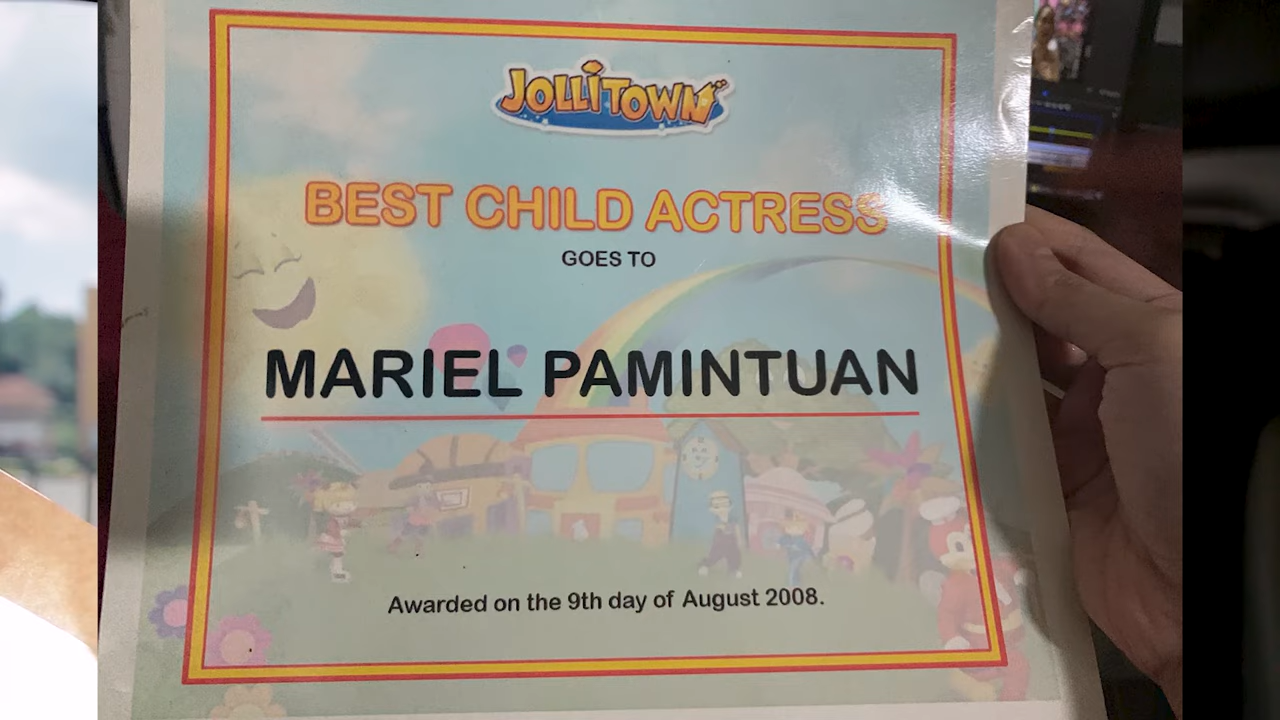 JOLLiTOWN
BEST CHILD ACTRESS
GOES TO
MARIEL PAMINTUAN
Awarded on the 9th day of August 2008.